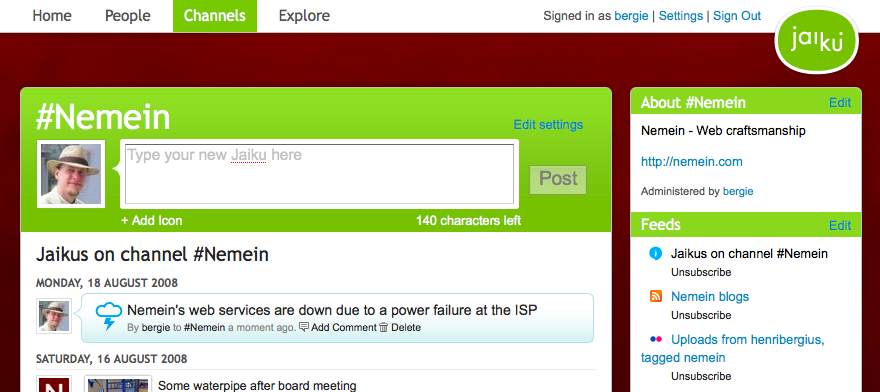 Home People Channels Explore
Signed in as bergie | Settings | Sign Out
jaiku
#Nemein
Edit settings
Type your new Jaiku here
Post
+ Add Icon
140 characters left
Jaikus on channel #Nemein
MONDAY, 18 AUGUST 2008
Nemein's web services are down due to a power failure at the ISP
By bergie to #Nemein a moment ago. Add Comment Delete
SATURDAY, 16 AUGUST 2008
N
Some waterpipe after board meeting
About #Nemein Edit
Nemein - Web craftsmanship
http://nemein.com
Administered by bergie
Feeds Edit
Jaikus on channel #Nemein
Unsubscribe
Nemein blogs
Unsubscribe
Uploads from henribergius,
tagged nemein
Unsubscribe